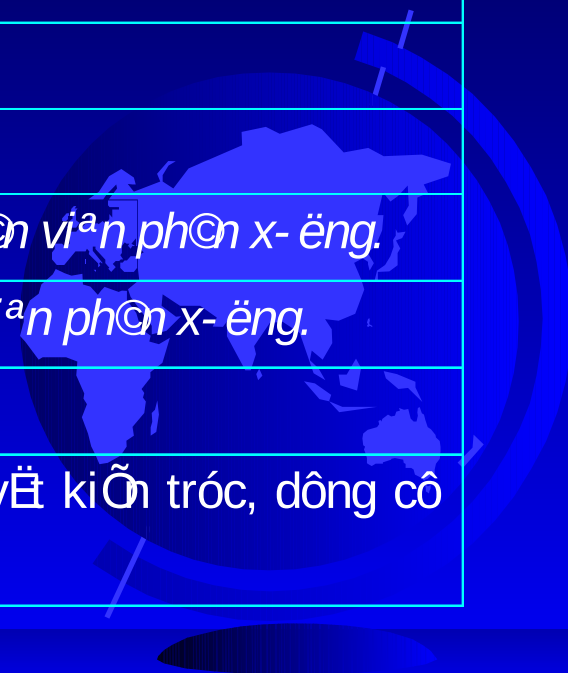 ©n viªn ph©n x- ëng.
ªn ph©n x- ëng.
vËt kiÕn tróc, dông cô